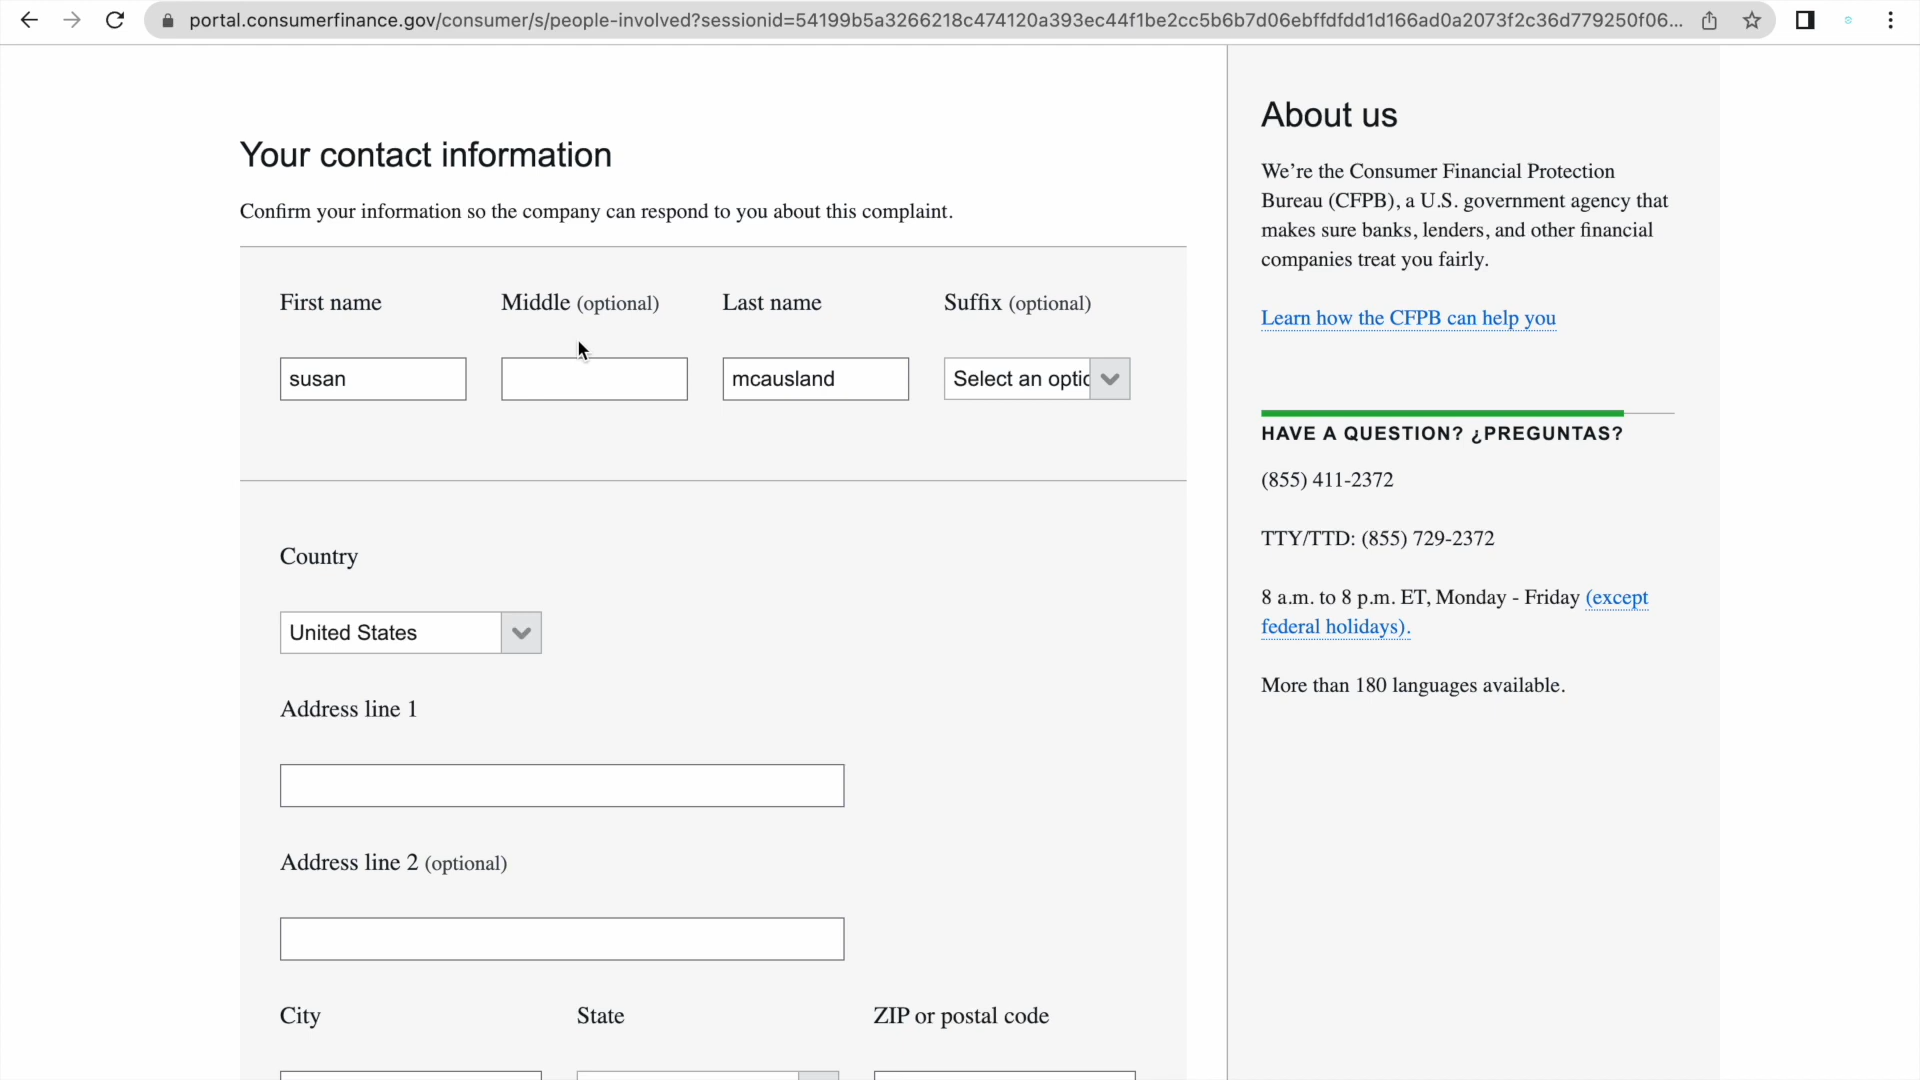 portal.consumerfinance.gov/consumer/s/people-involved?sessionid=54199b5a3266218c474120a393ec44f1be2cc5b6b7d06ebffdfdd1d166ad0a2073f2c36d779250f06...
Your contact information
Confirm your information so the company can respond to you about this complaint.
First name
Middle (optional)
Last name
Suffix (optional)
susan
mcausland
Select an optic
Country
United States
Address line 1
Address line 2 (optional)
City
State
ZIP or postal code
About us
We're the Consumer Financial Protection
Bureau (CFPB), a U.S. government agency that
makes sure banks, lenders, and other financial
companies treat you fairly.
Learn how the CFPB can help you
HAVE A QUESTION? ¿PREGUNTAS?
(855) 411-2372
TTY/TTD: (855) 729-2372
8 a.m. to 8 p.m. ET, Monday - Friday (except
federal holidays).
More than 180 languages available.